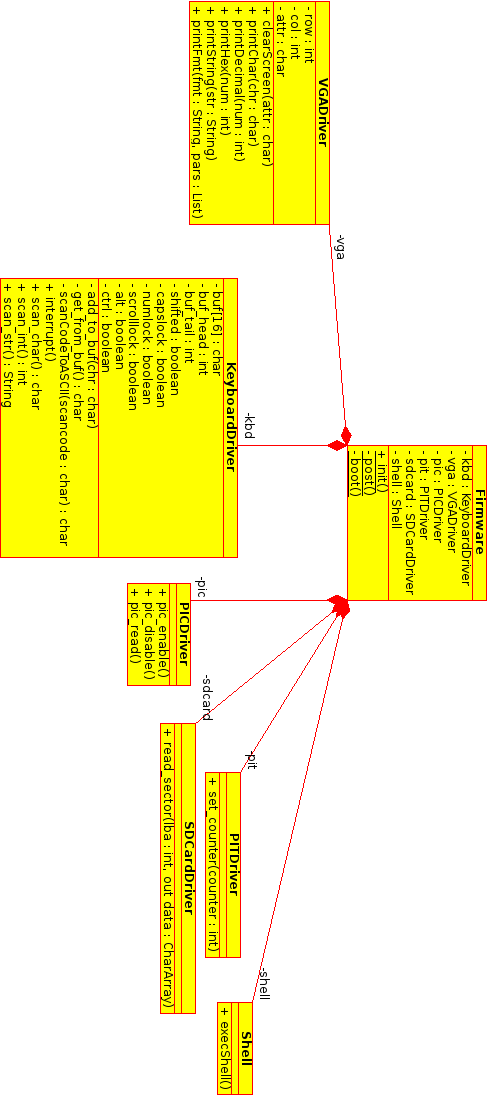 Firmware
- kbd : KeyboardDriver
- vga : VGADriver
- pic : PICDriver
- pit : PITDriver
- sdcard : SDCardDriver
- shell : Shell
+ init()
- post()
- boot()
-vga
-kbd
-pic
-sdcard
-pit
-shell
VGADriver
- row : int
- col : int
- attr : char
+ clearScreen(attr : char)
+ printChar(chr : char)
+ printDecimal(num : int)
+ printHex(num : int)
+ printString(str : String)
+ printFmt(fmt : String, pars : List)
KeyboardDriver
- buf[16] : char
- buf_head : int
- buf_tail : int
- shifted : boolean
- capslock : boolean
- numlock : boolean
- scrollock : boolean
- alt : boolean
- ctrl : boolean
- add_to_buf(chr : char)
- get_from_buf() : char
- scanCodeToASCII(scancode : char) : char
+ interrupt()
+ scan_char() : char
+ scan_int() : int
+ scan_str() : String
PICDriver
+ pic_enable()
+ pic_disable()
+ pic_read()
SDCardDriver
+ read_sector(lba : int, out data : CharArray)
PITDriver
+ set_counter(counter : int)
Shell
+ execShell()